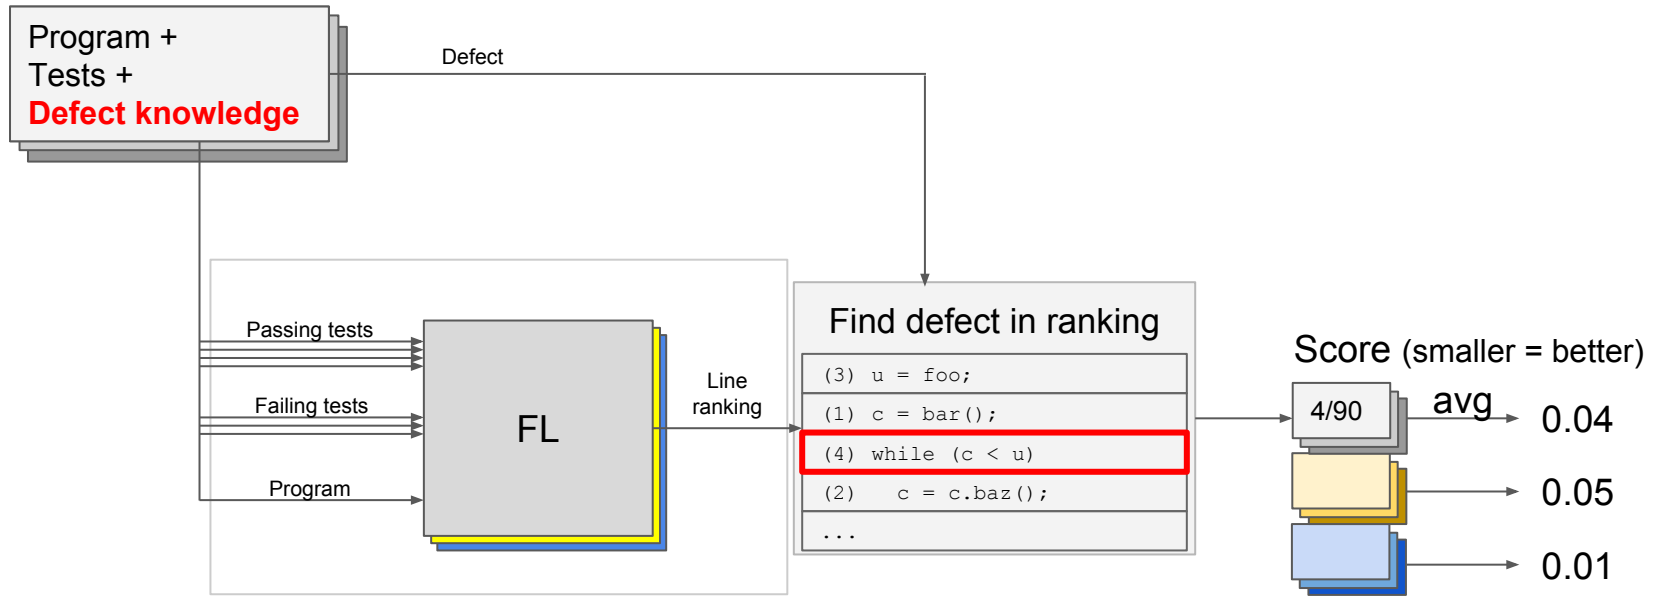 Program +
Tests +
Defect knowledge
Defect
Passing tests
Failing tests
Program
FL
Line
ranking
Find defect in ranking
(3) u = foo;
(1) c = bar();
(4) while (c < u)
(2)   c = c.baz();
...
Score (smaller = better)
4/90
avg
0.04
0.05
0.01